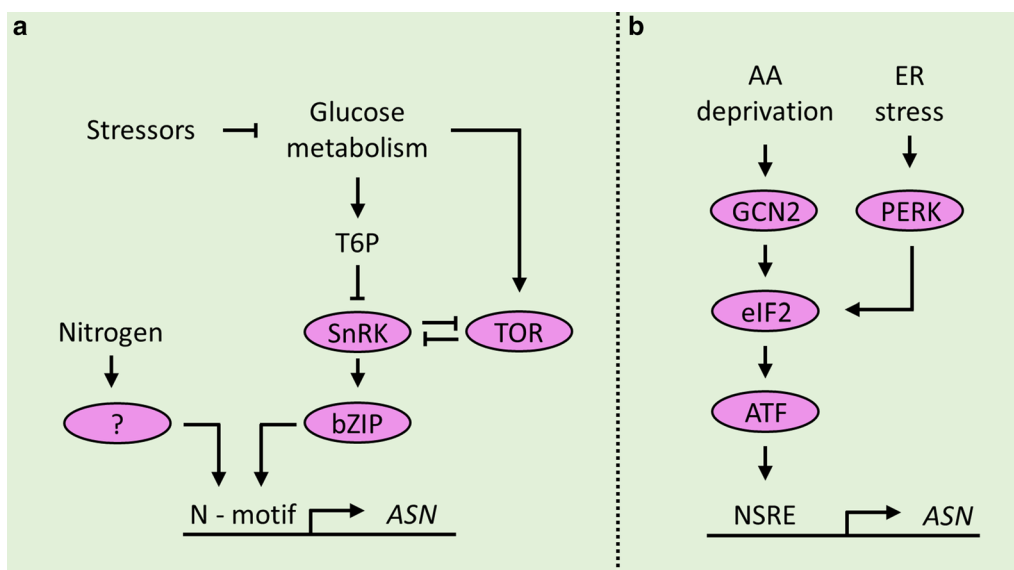 a
Stressors
Glucose
metabolism
T6P
SnRK
TOR
Nitrogen
?
bZIP
N - motif
ASN
b
AA
deprivation
ER
stress
GCN2
PERK
eIF2
ATF
NSRE
ASN